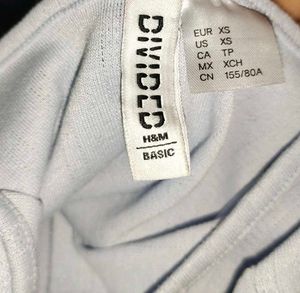 DIVIDED
H&M
BASIC
EUR XS
US XS
CA TP
MX XCH
CN 155/80A